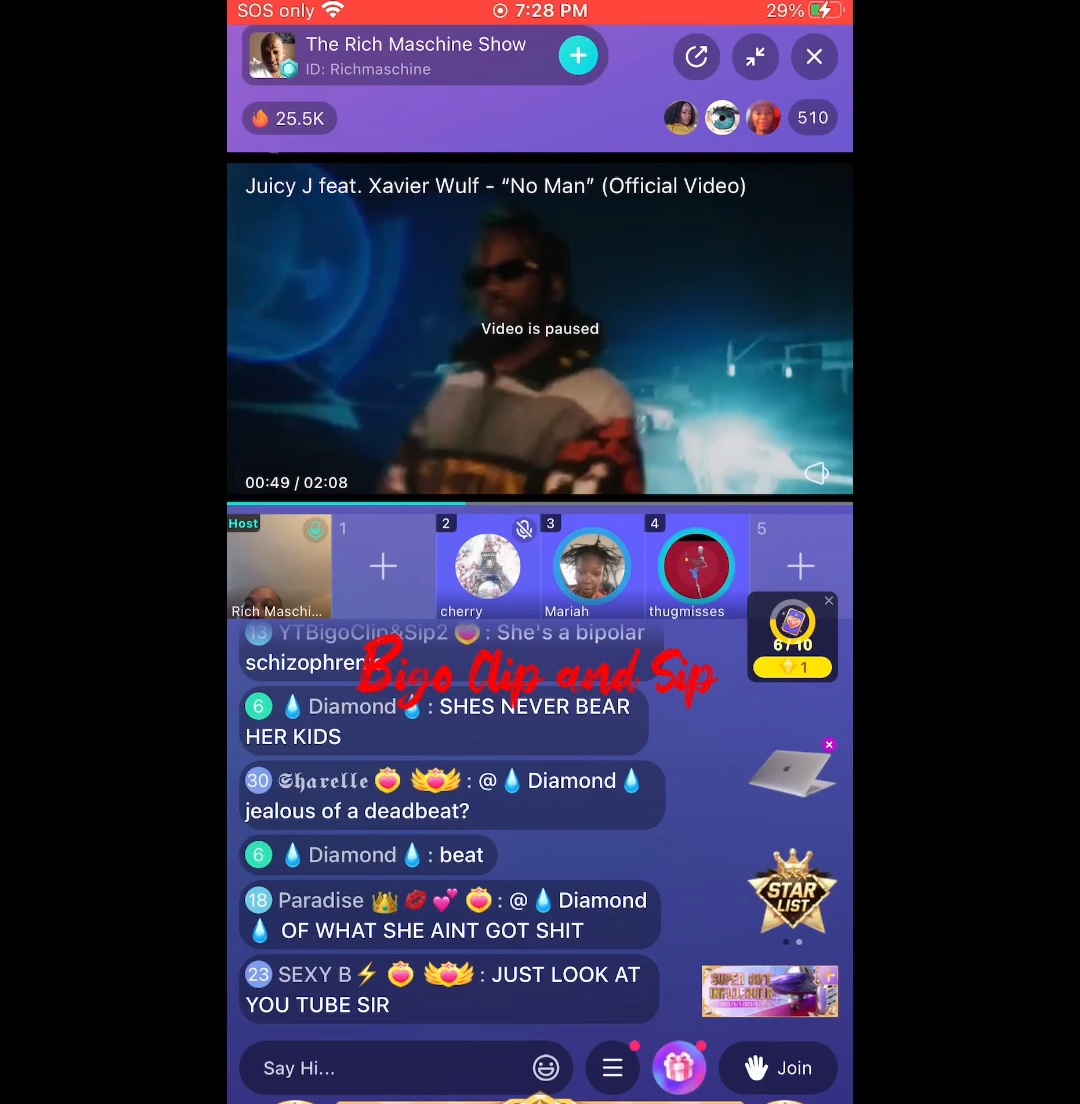 SOS only 7:28 PM 29%
The Rich Maschine Show
ID: Richmaschine
25.5K 510
Juicy J feat. Xavier Wulf - “No Man” (Official Video)
Video is paused
00:49 / 02:08
Host 1 2 3 4 5
Rich Maschi... cherry Mariah thugmisses
6/10
1
13 YTBigoClip&Sip2 : She's a bipolar
schizophrenic
Bigo Clip and Sip
6 💧 Diamond 💧 : SHES NEVER BEAR
HER KIDS
30 𝕾𝖍𝖆𝖗𝖊𝖑𝖑𝖊 : @💧 Diamond 💧
jealous of a deadbeat?
6 💧 Diamond 💧 : beat
18 Paradise 👑 💋 💕 : @💧 Diamond
💧 OF WHAT SHE AINT GOT SHIT
STAR
LIST
23 SEXY B⚡ : JUST LOOK AT
YOU TUBE SIR
SUPER GIFT
Say Hi... Join